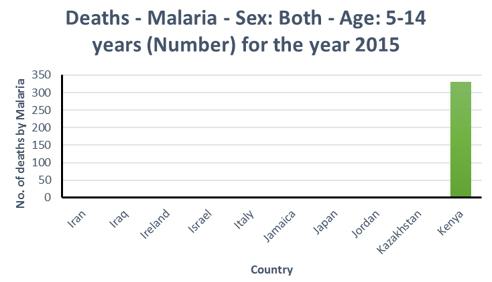 Deaths - Malaria - Sex: Both - Age: 5-14
years (Number) for the year 2015
No. of deaths by Malaria
350
300
250
200
150
100
50
0
Iran
Iraq
Ireland
Israel
Italy
Jamaica
Japan
Jordan
Kazakhstan
Kenya
Country